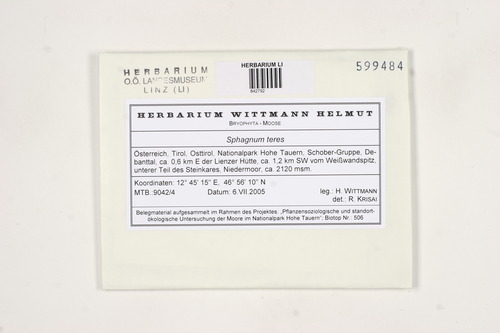 HERBARIUM
O.Ö. LANDESMUSEUM
LINZ (LI)
HERBARIUM LI
842792
599484
HERBARIUM WITTMANN HELMUT
BRYOPHYTA - MOOSE
Sphagnum teres
Österreich, Tirol, Osttirol, Nationalpark Hohe Tauern, Schober-Gruppe, De-
banttal, ca. 0,6 km E der Lienzer Hütte, ca. 1,2 km SW vom Weißwandspitz,
unterer Teil des Steinkares, Niedermoor, ca. 2120 msm.
Koordinaten: 12° 45' 15" E, 46° 56' 10" N
leg.: H. WITTMANN
MTB: 9042/4 Datum: 6.VII.2005
det.: R. KRISAI
Belegmaterial aufgesammelt im Rahmen des Projektes: „Pflanzensoziologische und standort-
ökologische Untersuchung der Moore im Nationalpark Hohe Tauern"; Biotop Nr.: 506